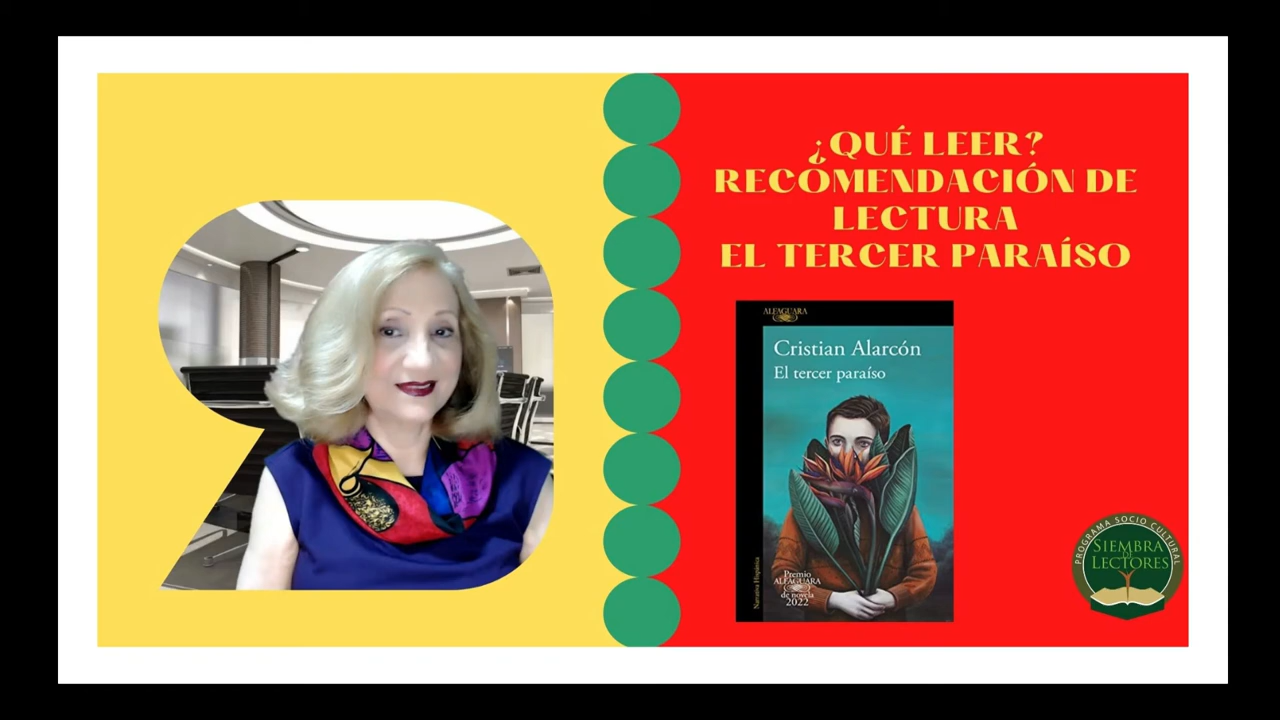 ¿QUÉ LEER?
RECOMENDACIÓN DE
LECTURA
EL TERCER PARAÍSO
ALFAGUARA
Cristian Alarcón
El tercer paraíso
Narrativa Hispánica
Premio
ALFAGUARA
de novela
2022
PROGRAMA SOCIO CULTURAL
SIEMBRA
DE
LECTORES